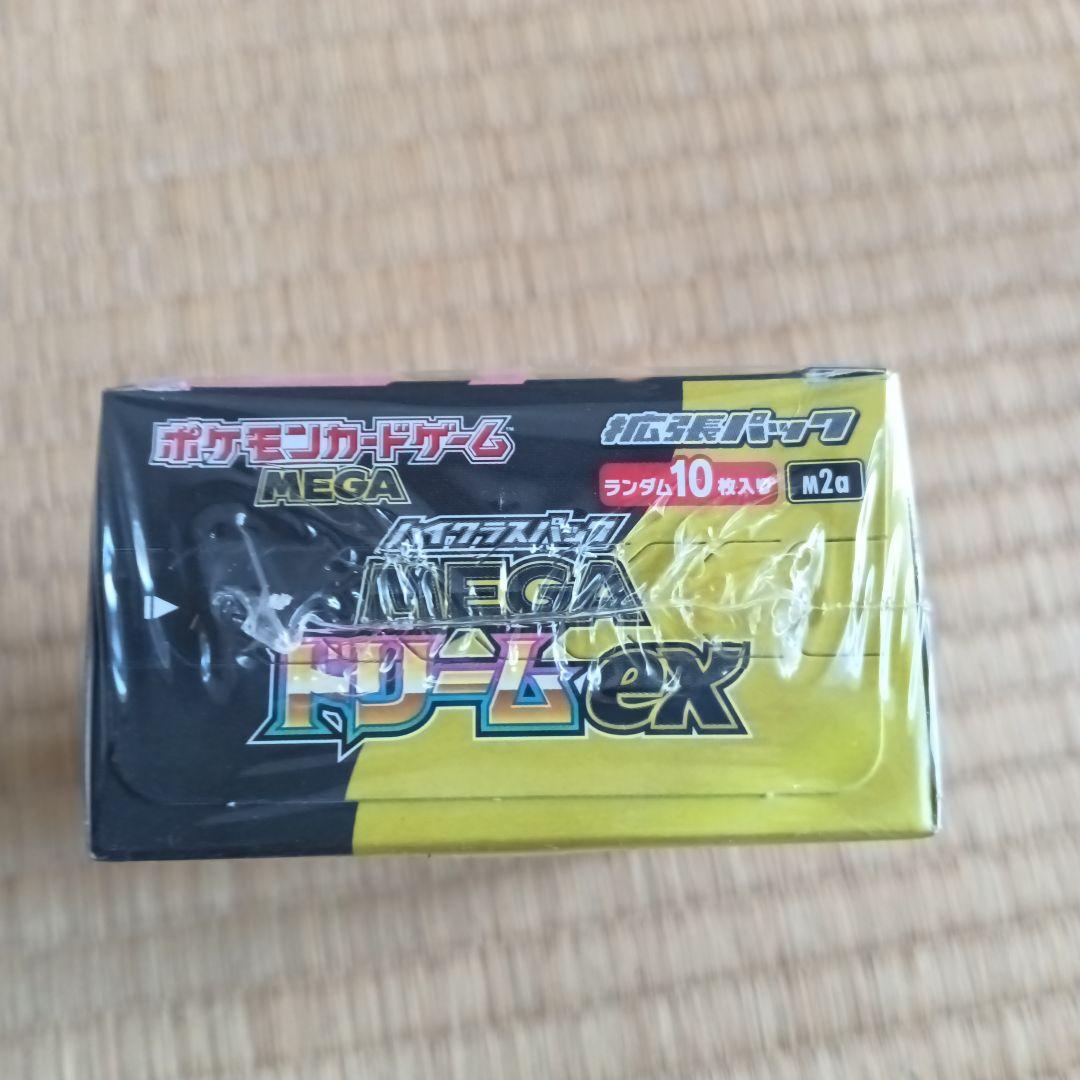 ポケモンカードゲーム™
MEGA
拡張パック
ランダム10枚入り
M2a
ハイクラスパック
MEGA
ドリームex